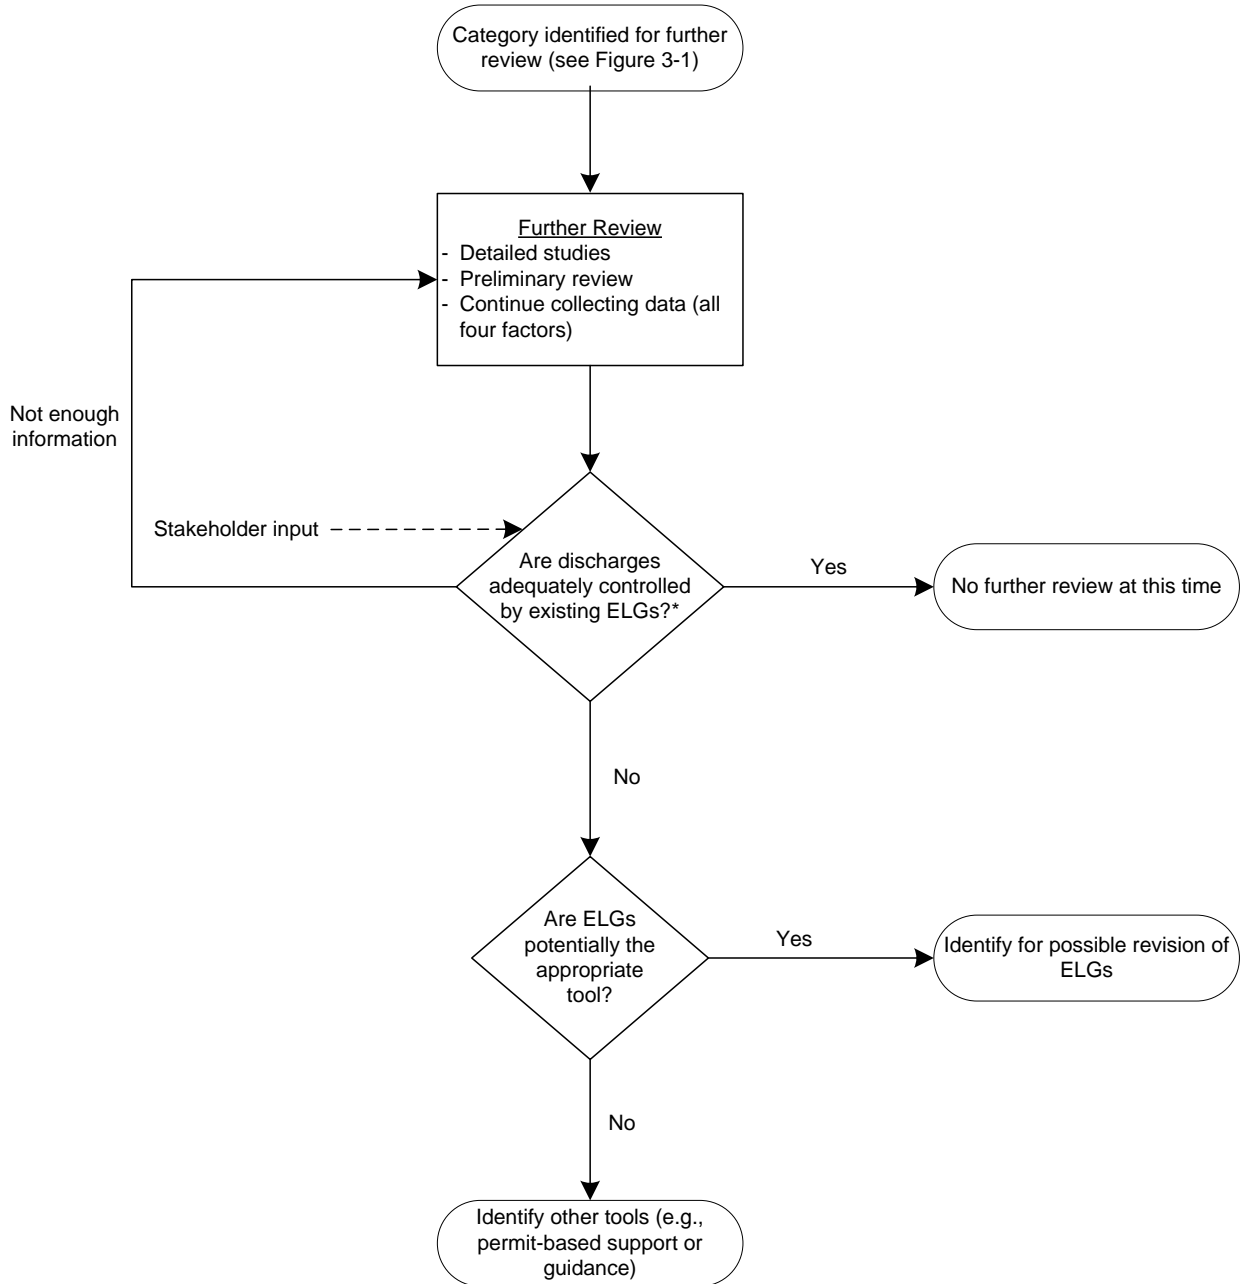 Category identified for further
review (see Figure 3-1)
Further Review
- Detailed studies
- Preliminary review
- Continue collecting data (all
four factors)
Not enough
information
Stakeholder input
Are discharges
adequately controlled
by existing ELGs?*
Yes
No further review at this time
No
Are ELGs
potentially the
appropriate
tool?
Yes
Identify for possible revision of
ELGs
No
Identify other tools (e.g.,
permit-based support or
guidance)